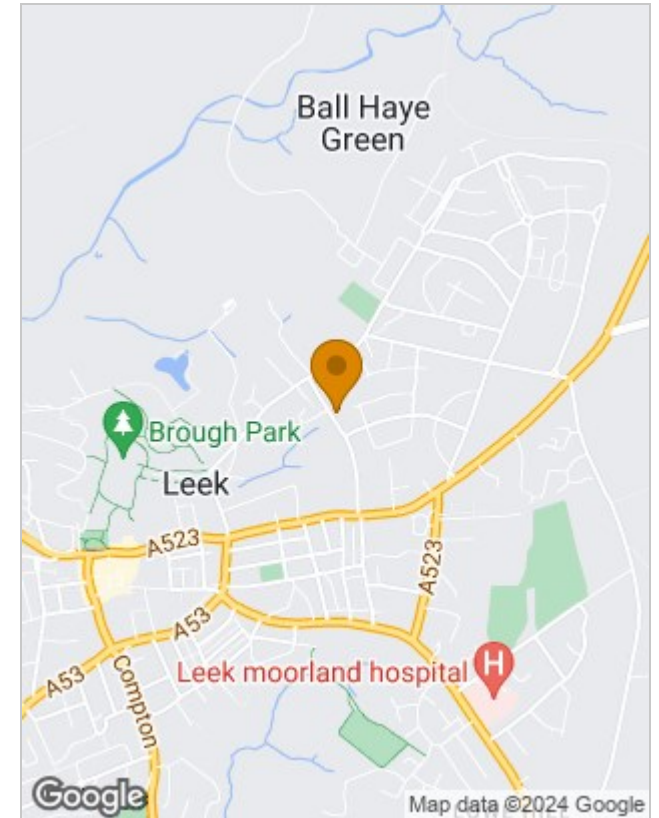 Ball Haye
Green
Brough Park
Leek
A523
A523
A53
A53
Compton
Leek moorland hospital
H
Google
Map data ©2024 Google